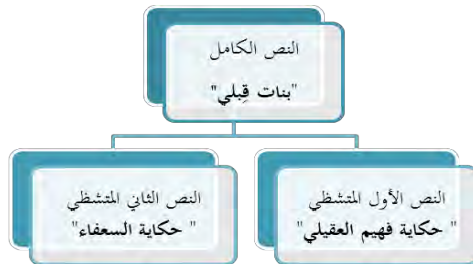 النص الكامل
"بنات قِبلي"
النص الأول المتشظي
" حكاية فهيم العقيلي"
النص الثاني المتشظي
" حكاية السعفاء"